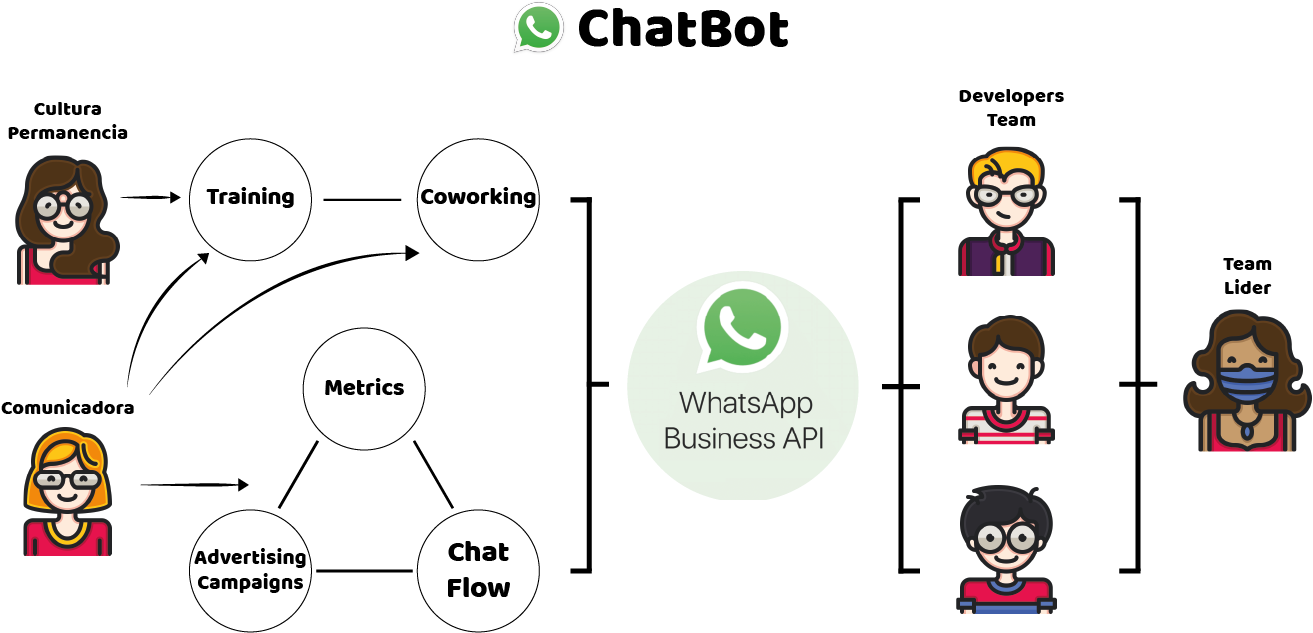 ChatBot
Cultura
Permanencia
Training
Coworking
Comunicadora
Metrics
Advertising
Campaigns
Chat
Flow
WhatsApp
Business API
Developers
Team
Team
Lider